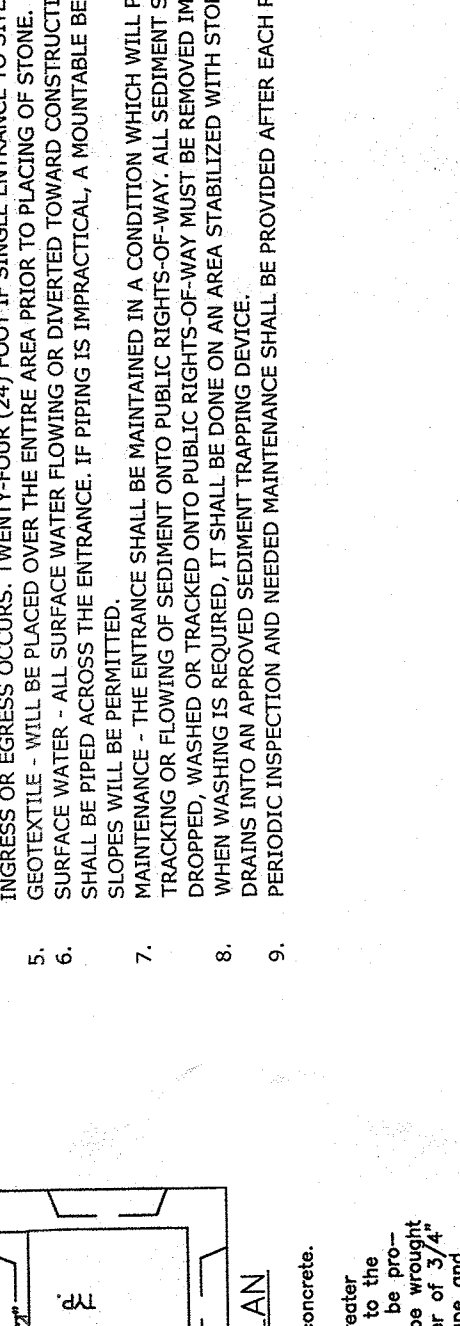 INGRESS OR EGRESS OCCURS. TWENTY-FOUR (24) FOOT IF SINGLE ENTRANCE TO SITE
5. GEOTEXTILE - WILL BE PLACED OVER THE ENTIRE AREA PRIOR TO PLACING OF STONE.
6. SURFACE WATER - ALL SURFACE WATER FLOWING OR DIVERTED TOWARD CONSTRUCTI
SHALL BE PIPED ACROSS THE ENTRANCE. IF PIPING IS IMPRACTICAL, A MOUNTABLE BE
SLOPES WILL BE PERMITTED.
7. MAINTENANCE - THE ENTRANCE SHALL BE MAINTAINED IN A CONDITION WHICH WILL P
TRACKING OR FLOWING OF SEDIMENT ONTO PUBLIC RIGHTS-OF-WAY. ALL SEDIMENT S
DROPPED, WASHED OR TRACKED ONTO PUBLIC RIGHTS-OF-WAY MUST BE REMOVED IM
8. WHEN WASHING IS REQUIRED, IT SHALL BE DONE ON AN AREA STABILIZED WITH STO
DRAINS INTO AN APPROVED SEDIMENT TRAPPING DEVICE.
9. PERIODIC INSPECTION AND NEEDED MAINTENANCE SHALL BE PROVIDED AFTER EACH
2"
LAN
concrete.
eater
to the
be pro-
be wrought
er of 3/4"
and